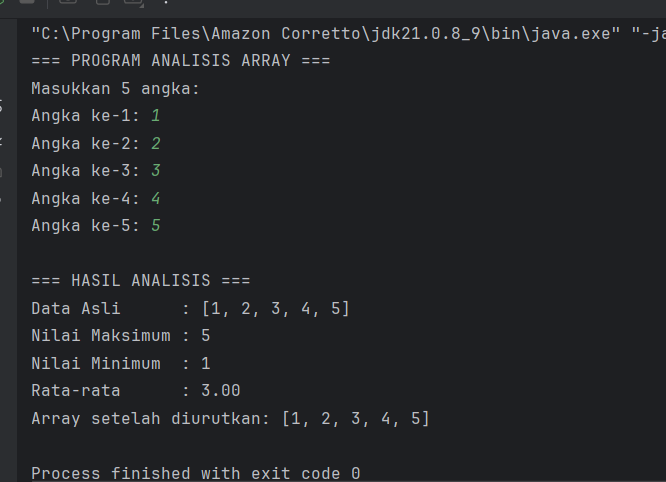 "C:\Program Files\Amazon Corretto\jdk21.0.8_9\bin\java.exe" "-ja
=== PROGRAM ANALISIS ARRAY ===
Masukkan 5 angka:
Angka ke-1: 1
Angka ke-2: 2
Angka ke-3: 3
Angka ke-4: 4
Angka ke-5: 5
=== HASIL ANALISIS ===
Data Asli      : [1, 2, 3, 4, 5]
Nilai Maksimum : 5
Nilai Minimum  : 1
Rata-rata      : 3.00
Array setelah diurutkan: [1, 2, 3, 4, 5]
Process finished with exit code 0